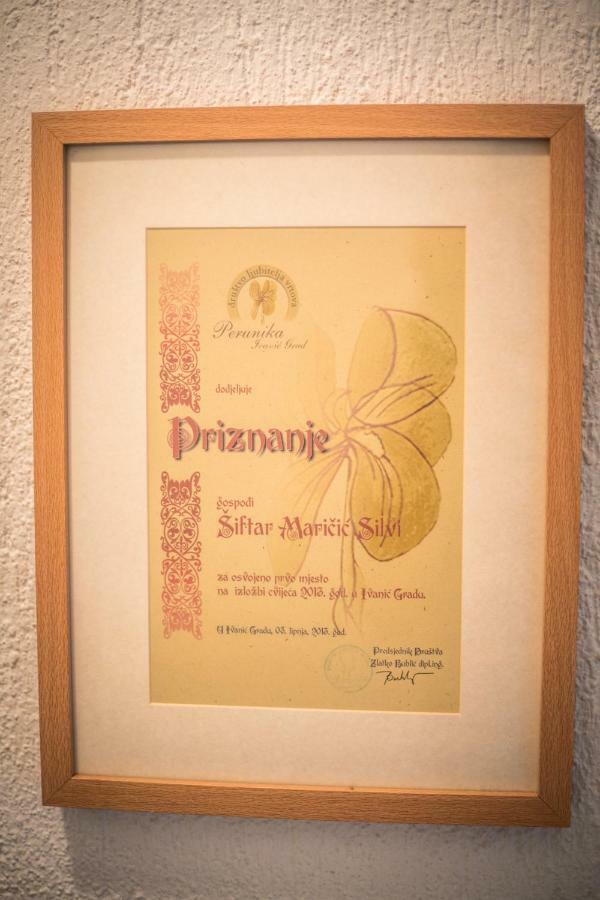 društvo ljubitelja vrtova
Perunika
Ivanić Grad
dodjeljuje
Priznanje
gospođi
Šiftar Maričić Silvi
za osvojeno prvo mjesto
na izložbi cvijeća 2013. god. u Ivanić Gradu.
U Ivanić Gradu, 03. lipnja, 2013. god.
Predsjednik Društva
Zlatko Bublić dipl.ing.